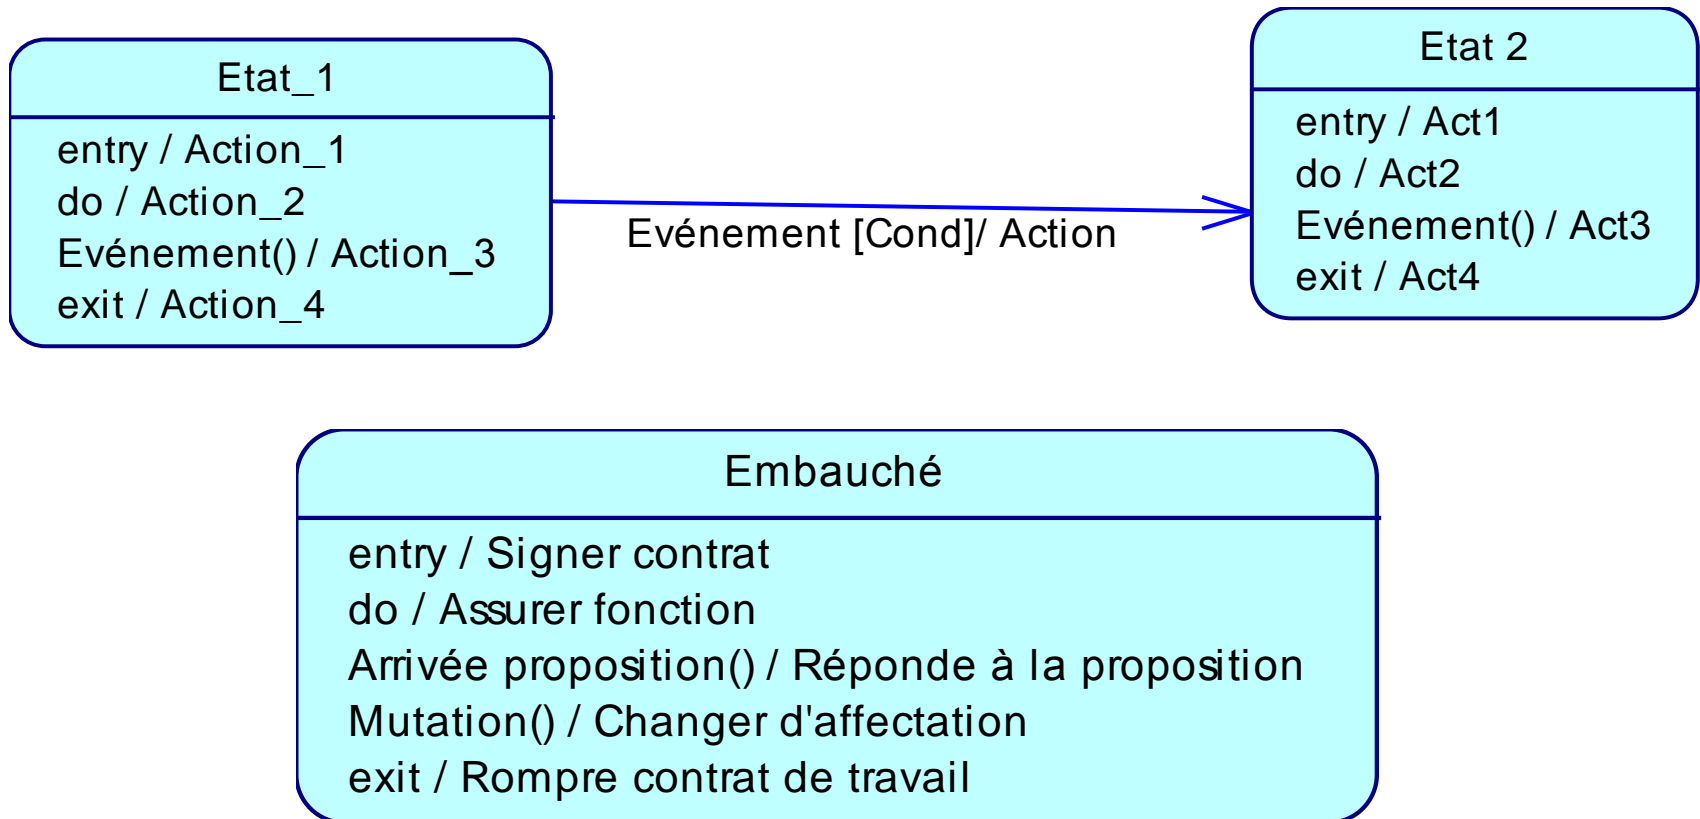 Etat_1
entry / Action_1
do / Action_2
Evénement() / Action_3
exit / Action_4
Evénement [Cond]/ Action
Etat 2
entry / Act1
do / Act2
Evénement() / Act3
exit / Act4
Embauché
entry / Signer contrat
do / Assurer fonction
Arrivée proposition() / Réponde à la proposition
Mutation() / Changer d'affectation
exit / Rompre contrat de travail